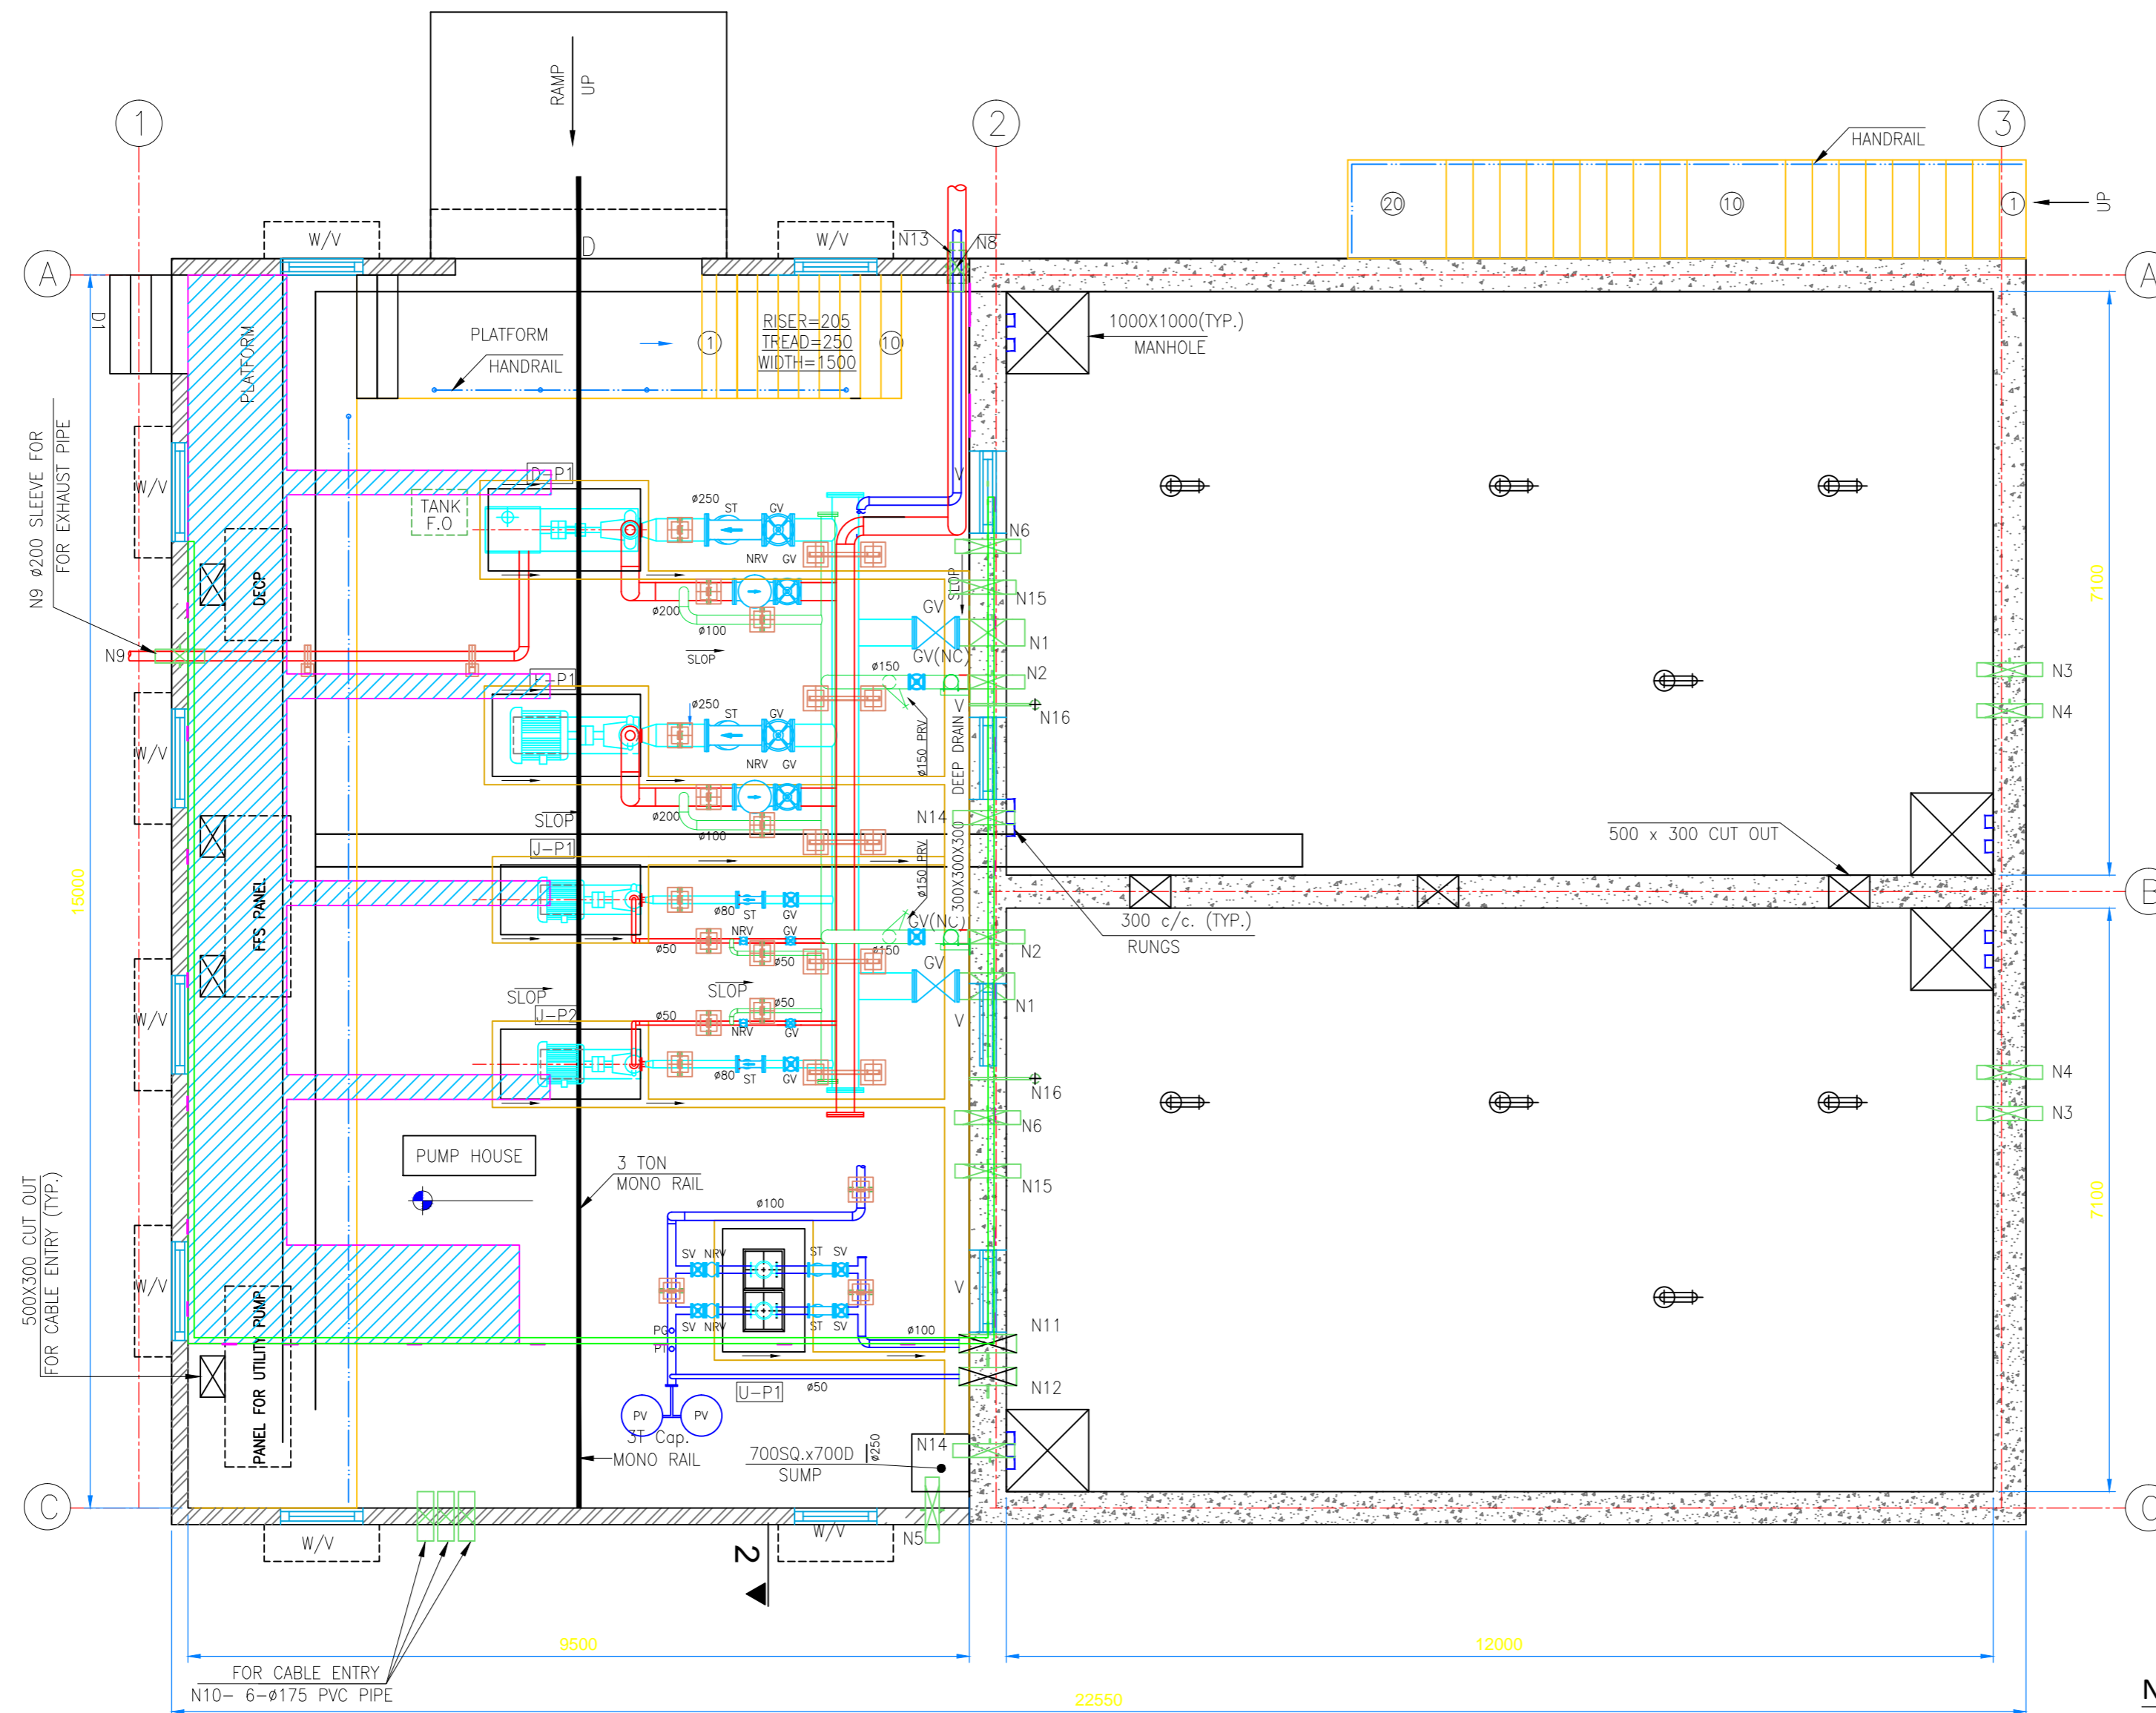 RAMP
UP
1
2
3
HANDRAIL
20
10
1
UP
W/V
W/V
N13
N8
D
A
A
D1
PLATFORM
PLATFORM
HANDRAIL
1
RISER=205
TREAD=250
WIDTH=1500
10
1000X1000(TYP.)
MANHOLE
N9 ø200 SLEEVE FOR
FOR EXHAUST PIPE
W/V
D-P1
TANK
F.O
ø250
ST
GV
V
N6
NRV
GV
DECP
SLOP
7100
N15
ø200
GV
ø100
N1
N9
SLOP
GV(NC)
ø150
N2
N3
V
N16
N4
ø250
ST
GV
W/V
ø150 PRV
NRV
GV
300X300X300X300 DEEP DRAIN
SLOP
ø200
ø100
N14
500 x 300 CUT OUT
J-P1
15000
FFS PANEL
ø150 PRV
B
ø80
ST
GV
GV(NC)
300 c/c. (TYP.)
RUNGS
NRV
GV
ø50
ø50
ø150
N2
GV
SLOP
SLOP
ø50
N1
J-P2
ø50
W/V
V
NRV
GV
N4
ø80
ST
GV
N16
N3
N6
PUMP HOUSE
3 TON
MONO RAIL
N15
500X300 CUT OUT
FOR CABLE ENTRY (TYP.)
ø100
7100
SV
NRV
ST
SV
W/V
V
SV
NRV
ST
SV
PG
PT
ø100
N11
PANEL FOR UTILITY PUMP
U-P1
ø50
N12
PV
PV
3T Cap.
MONO RAIL
700SQ.x700D
SUMP
ø250
N14
C
C
W/V
W/V
N5
2
9500
12000
FOR CABLE ENTRY
N10- 6-ø175 PVC PIPE
22550
N